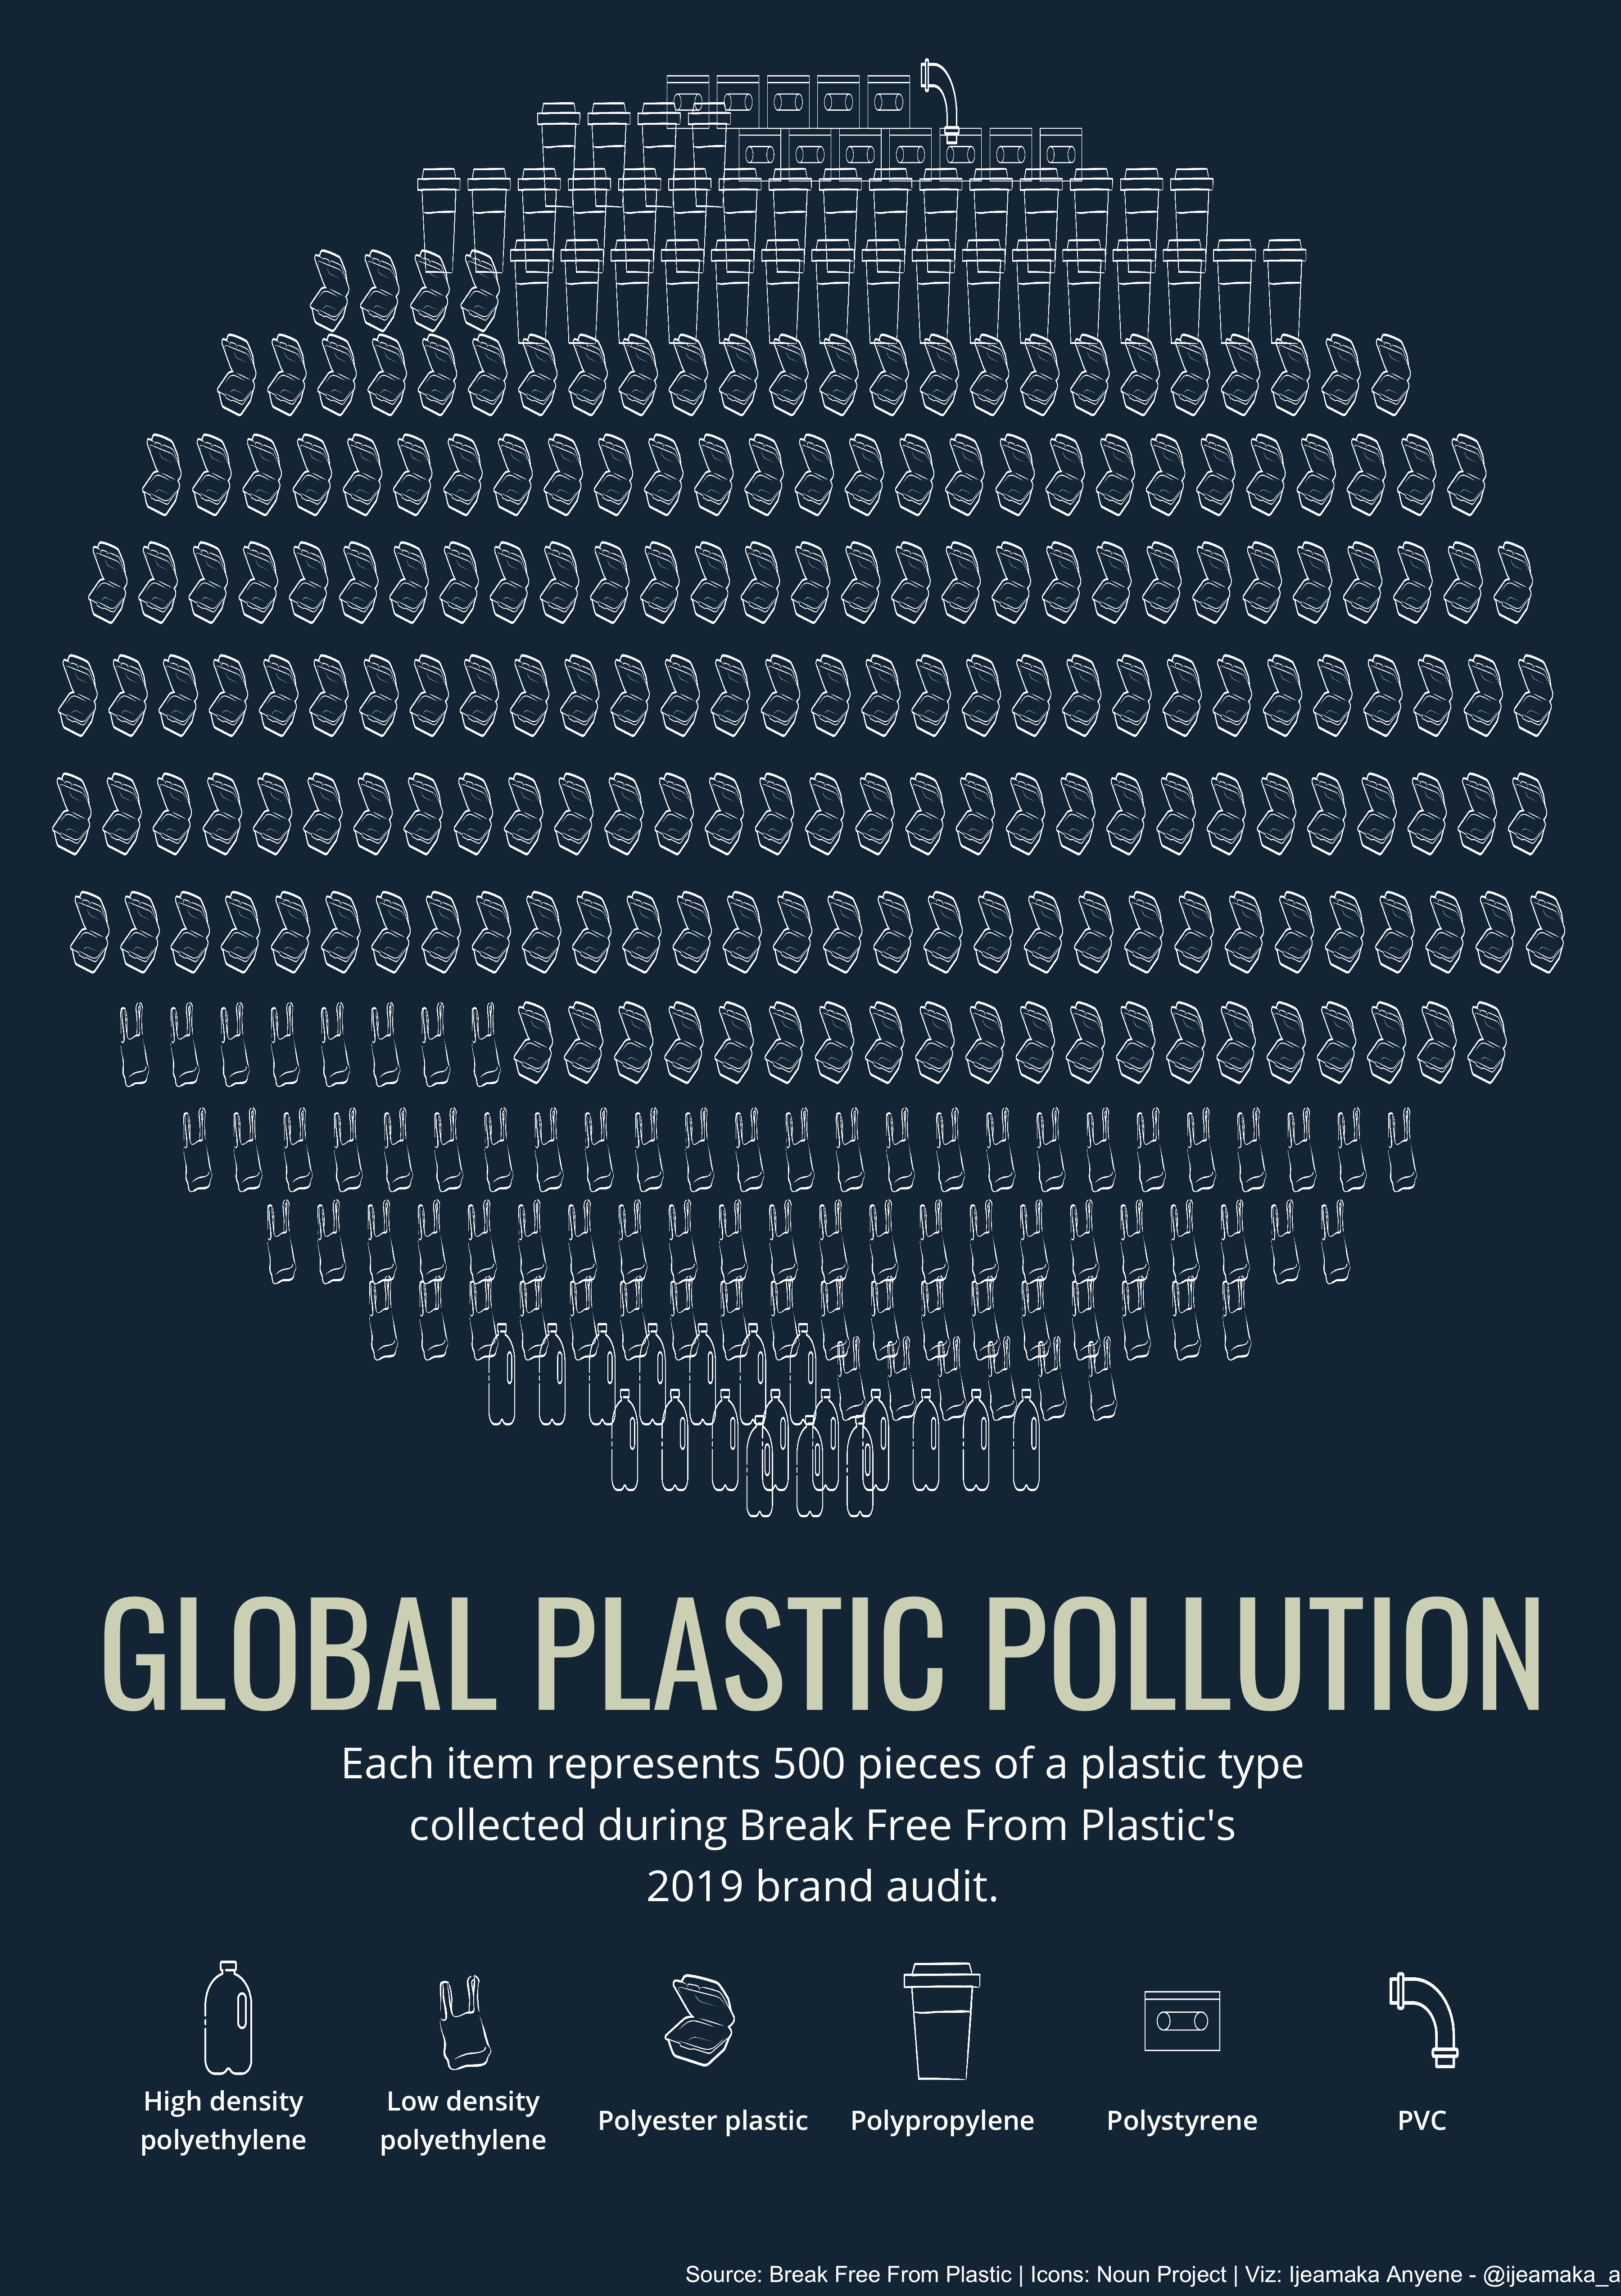 GLOBAL PLASTIC POLLUTION
Each item represents 500 pieces of a plastic type
collected during Break Free From Plastic's
2019 brand audit.
High density
polyethylene
Low density
polyethylene
Polyester plastic
Polypropylene
Polystyrene
PVC
Source: Break Free From Plastic | Icons: Noun Project | Viz: Ijeamaka Anyene - @ijeamaka_a